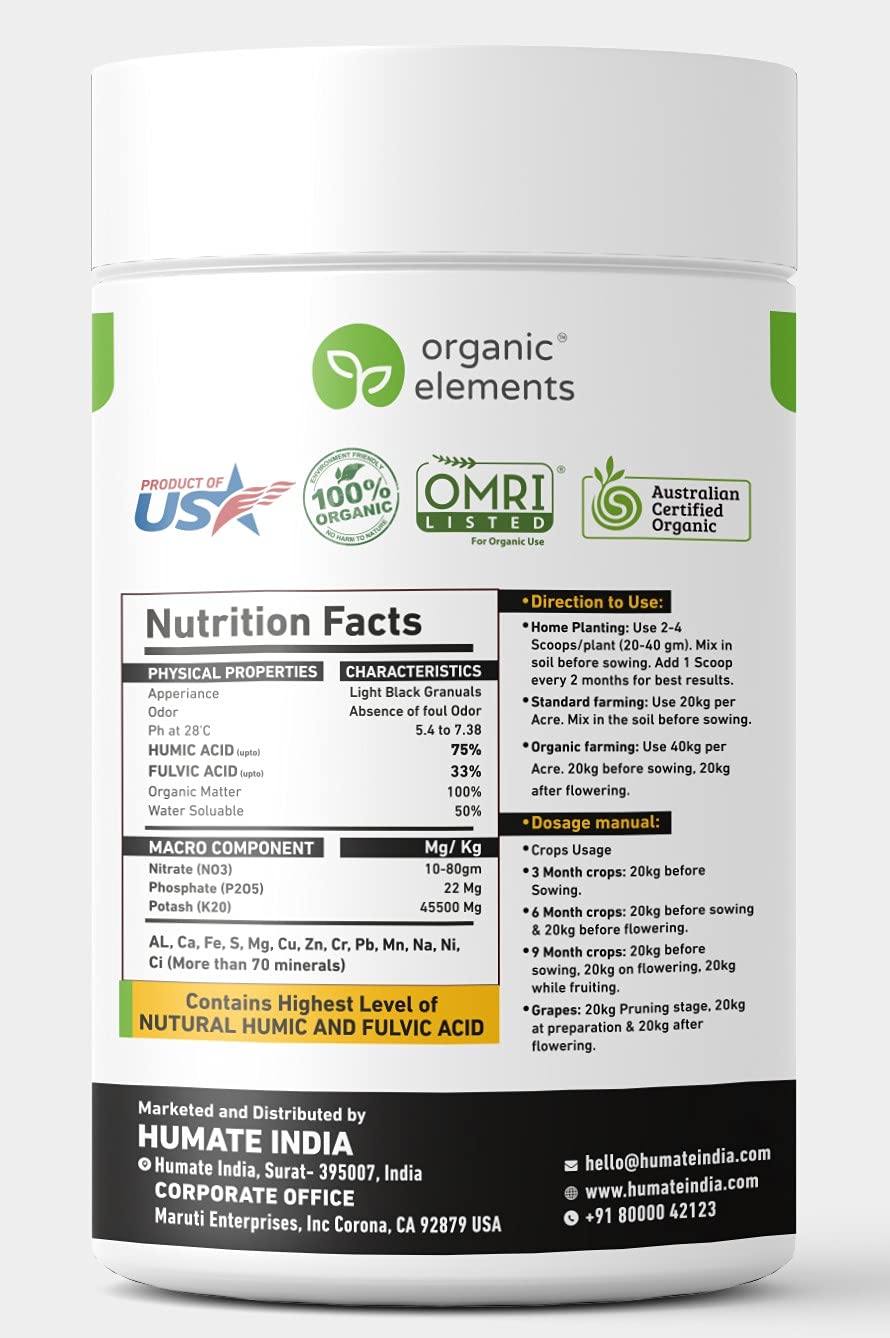 organic™
elements
PRODUCT OF
USA
ENVIRONMENT FRIENDLY
100%
ORGANIC
NO HARM TO NATURE
OMRI®
LISTED
For Organic Use
Australian
Certified
Organic
Nutrition Facts
PHYSICAL PROPERTIES CHARACTERISTICS
Apperiance Light Black Granuals
Odor Absence of foul Odor
Ph at 28'C 5.4 to 7.38
HUMIC ACID (upto) 75%
FULVIC ACID (upto) 33%
Organic Matter 100%
Water Soluable 50%
MACRO COMPONENT Mg/ Kg
Nitrate (NO3) 10-80gm
Phosphate (P2O5) 22 Mg
Potash (K20) 45500 Mg
AL, Ca, Fe, S, Mg, Cu, Zn, Cr, Pb, Mn, Na, Ni,
Ci (More than 70 minerals)
Contains Highest Level of
NUTURAL HUMIC AND FULVIC ACID
•Direction to Use:
•Home Planting: Use 2-4
Scoops/plant (20-40 gm). Mix in
soil before sowing. Add 1 Scoop
every 2 months for best results.
•Standard farming: Use 20kg per
Acre. Mix in the soil before sowing.
•Organic farming: Use 40kg per
Acre. 20kg before sowing, 20kg
after flowering.
•Dosage manual:
•Crops Usage
•3 Month crops: 20kg before
Sowing.
•6 Month crops: 20kg before sowing
& 20kg before flowering.
•9 Month crops: 20kg before
sowing, 20kg on flowering, 20kg
while fruiting.
•Grapes: 20kg Pruning stage, 20kg
at preparation & 20kg after
flowering.
Marketed and Distributed by
HUMATE INDIA
Humate India, Surat- 395007, India
CORPORATE OFFICE
Maruti Enterprises, Inc Corona, CA 92879 USA
hello@humateindia.com
www.humateindia.com
+91 80000 42123